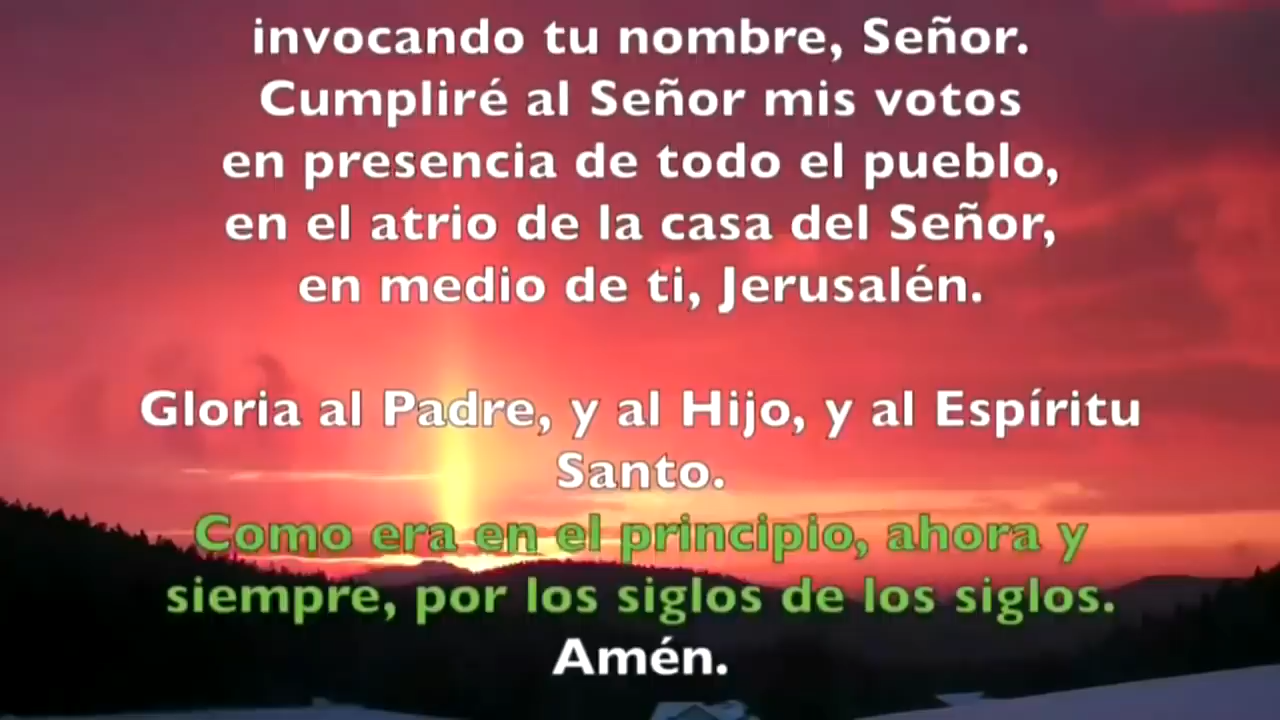 invocando tu nombre, Señor.
Cumpliré al Señor mis votos
en presencia de todo el pueblo,
en el atrio de la casa del Señor,
en medio de ti, Jerusalén.
Gloria al Padre, y al Hijo, y al Espíritu
Santo.
Como era en el principio, ahora y
siempre, por los siglos de los siglos.
Amén.